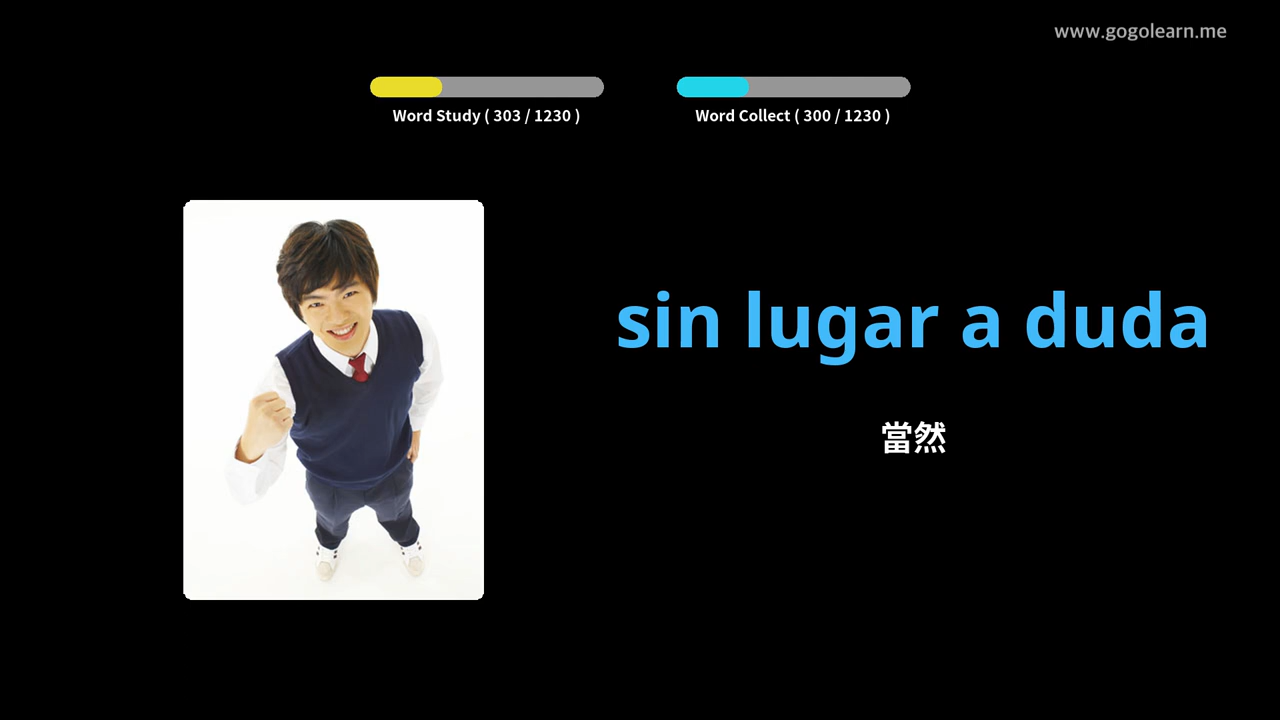 www.gogolearn.me
Word Study ( 303 / 1230 )
Word Collect ( 300 / 1230 )
sin lugar a duda
當然